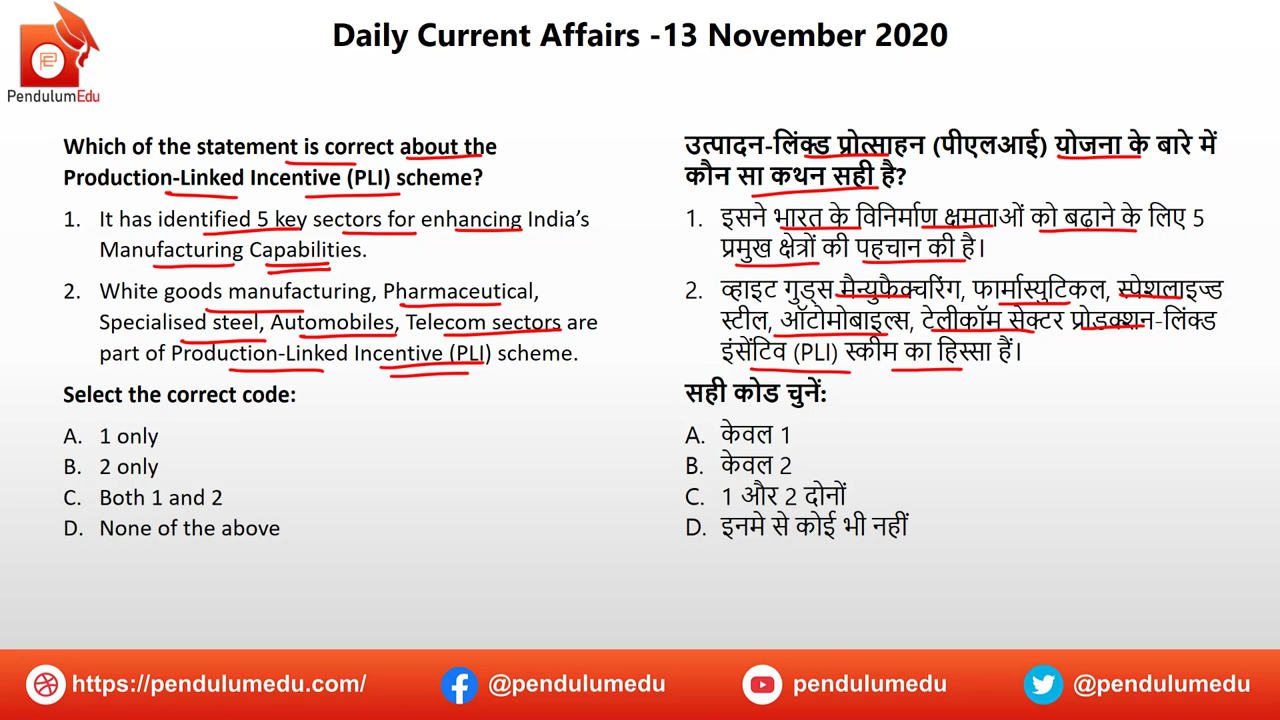 Daily Current Affairs -13 November 2020
PendulumEdu
Which of the statement is correct about the
Production-Linked Incentive (PLI) scheme?
1. It has identified 5 key sectors for enhancing India's
Manufacturing Capabilities.
2. White goods manufacturing, Pharmaceutical,
Specialised steel, Automobiles, Telecom sectors are
part of Production-Linked Incentive (PLI) scheme.
Select the correct code:
A. 1 only
B. 2 only
C. Both 1 and 2
D. None of the above
उत्पादन-लिंक्ड प्रोत्साहन (पीएलआई) योजना के बारे में
कौन सा कथन सही है?
1. इसने भारत के विनिर्माण क्षमताओं को बढ़ाने के लिए 5
प्रमुख क्षेत्रों की पहचान की है।
2. व्हाइट गुड्स मैन्युफैक्चरिंग, फार्मास्युटिकल, स्पेशलाइज्ड
स्टील, ऑटोमोबाइल्स, टेलीकॉम सेक्टर प्रोडक्शन-लिंक्ड
इंसेंटिव (PLI) स्कीम का हिस्सा हैं।
सही कोड चुनें:
A. केवल 1
B. केवल 2
C. 1 और 2 दोनों
D. इनमे से कोई भी नहीं
https://pendulumedu.com/
@pendulumedu
pendulumedu
@pendulumedu